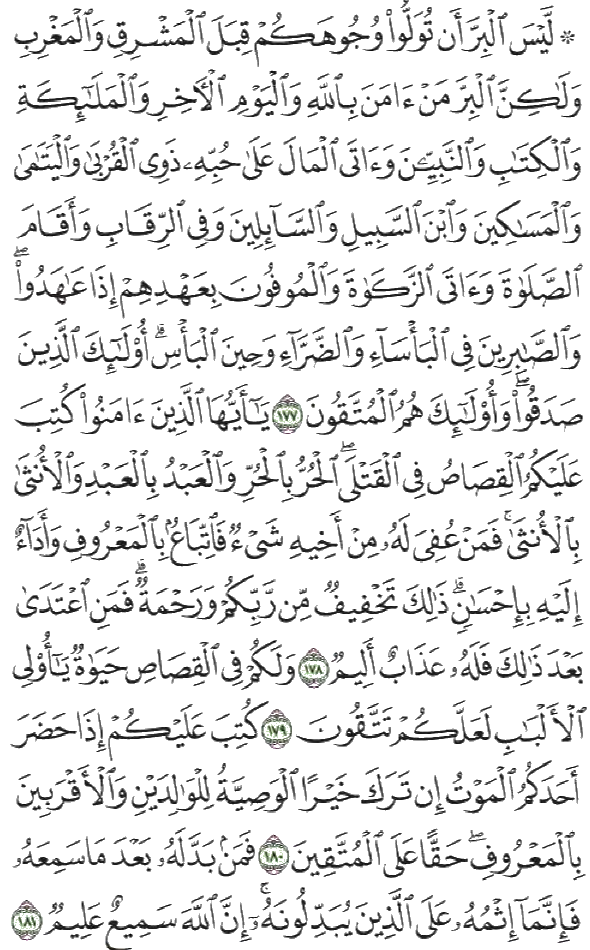 ۞ لَّيْسَ ٱلْبِرَّ أَن تُوَلُّوا۟ وُجُوهَكُمْ قِبَلَ ٱلْمَشْرِقِ وَٱلْمَغْرِبِ
وَلَـٰكِنَّ ٱلْبِرَّ مَنْ ءَامَنَ بِٱللَّهِ وَٱلْيَوْمِ ٱلْـَٔاخِرِ وَٱلْمَلَـٰٓئِكَةِ
وَٱلْكِتَـٰبِ وَٱلنَّبِيِّـۧنَ وَءَاتَى ٱلْمَالَ عَلَىٰ حُبِّهِۦ ذَوِى ٱلْقُرْبَىٰ وَٱلْيَتَـٰمَىٰ
وَٱلْمَسَـٰكِينَ وَٱبْنَ ٱلسَّبِيلِ وَٱلسَّآئِلِينَ وَفِى ٱلرِّقَابِ وَأَقَامَ
ٱلصَّلَوٰةَ وَءَاتَى ٱلزَّكَوٰةَ وَٱلْمُوفُونَ بِعَهْدِهِمْ إِذَا عَـٰهَدُوا۟ ۖ
وَٱلصَّـٰبِرِينَ فِى ٱلْبَأْسَآءِ وَٱلضَّرَّآءِ وَحِينَ ٱلْبَأْسِ ۗ أُو۟لَـٰٓئِكَ ٱلَّذِينَ
صَدَقُوا۟ ۖ وَأُو۟لَـٰٓئِكَ هُمُ ٱلْمُتَّقُونَ ١٧٧ يَـٰٓأَيُّهَا ٱلَّذِينَ ءَامَنُوا۟ كُتِبَ
عَلَيْكُمُ ٱلْقِصَاصُ فِى ٱلْقَتْلَى ۖ ٱلْحُرُّ بِٱلْحُرِّ وَٱلْعَبْدُ بِٱلْعَبْدِ وَٱلْأُنثَىٰ
بِٱلْأُنثَىٰ ۚ فَمَنْ عُفِىَ لَهُۥ مِنْ أَخِيهِ شَىْءٌ فَٱتِّبَاعٌۢ بِٱلْمَعْرُوفِ وَأَدَآءٌ
إِلَيْهِ بِإِحْسَـٰنٍ ۗ ذَٰلِكَ تَخْفِيفٌ مِّن رَّبِّكُمْ وَرَحْمَةٌ ۗ فَمَنِ ٱعْتَدَىٰ
بَعْدَ ذَٰلِكَ فَلَهُۥ عَذَابٌ أَلِيمٌ ١٧٨ وَلَكُمْ فِى ٱلْقِصَاصِ حَيَوٰةٌ يَـٰٓأُو۟لِى
ٱلْأَلْبَـٰبِ لَعَلَّكُمْ تَتَّقُونَ ١٧٩ كُتِبَ عَلَيْكُمْ إِذَا حَضَرَ
أَحَدَكُمُ ٱلْمَوْتُ إِن تَرَكَ خَيْرًا ٱلْوَصِيَّةُ لِلْوَٰلِدَيْنِ وَٱلْأَقْرَبِينَ
بِٱلْمَعْرُوفِ ۖ حَقًّا عَلَى ٱلْمُتَّقِينَ ١٨٠ فَمَنۢ بَدَّلَهُۥ بَعْدَ مَا سَمِعَهُۥ
فَإِنَّمَآ إِثْمُهُۥ عَلَى ٱلَّذِينَ يُبَدِّلُونَهُۥٓ ۚ إِنَّ ٱللَّهَ سَمِيعٌ عَلِيمٌ ١٨١